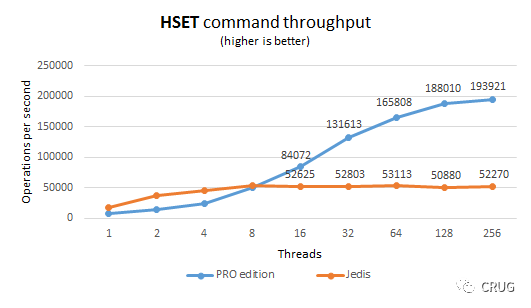 HSET command throughput
(higher is better)
Operations per second
250000
200000
150000
100000
50000
0
84072
131613
165808
188010
193921
52625
52803
53113
50880
52270
1 2 4 8 16 32 64 128 256
Threads
PRO edition Jedis
CRUG